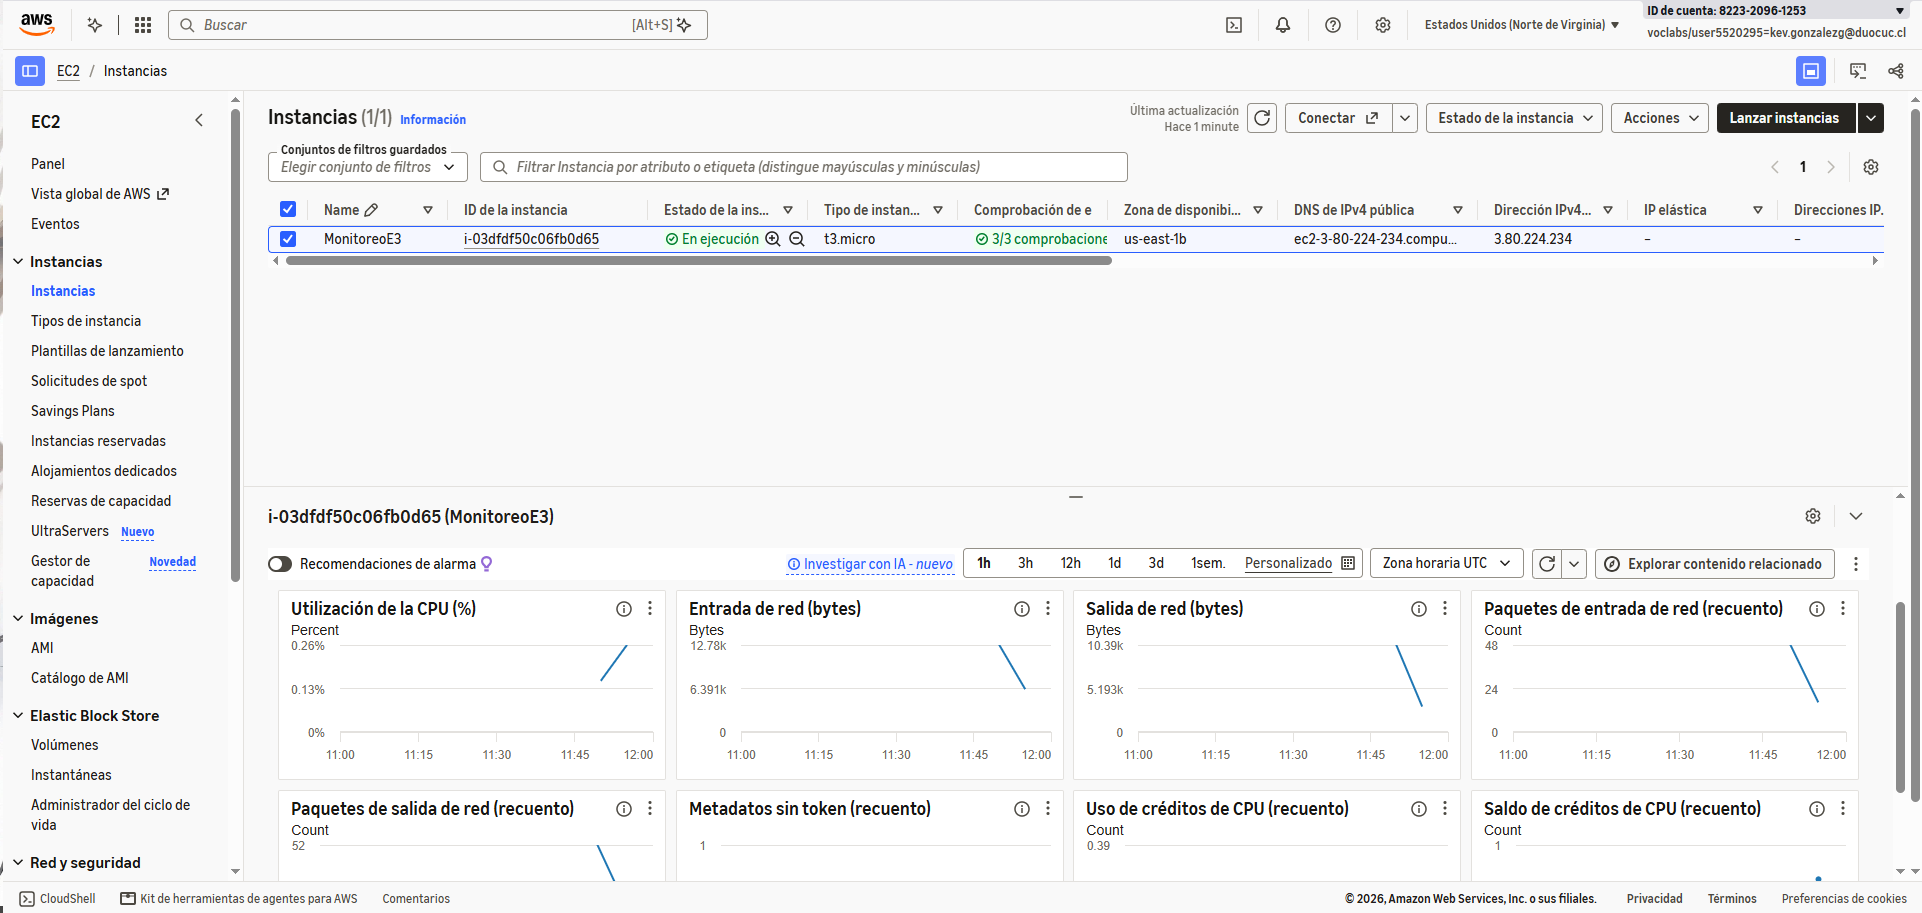 aws
Buscar
[Alt+S]
Estados Unidos (Norte de Virginia)
ID de cuenta: 8223-2096-1253
voclabs/user5520295=kev.gonzalezg@duocuc.cl
EC2 / Instancias
EC2
Panel
Vista global de AWS
Eventos
Instancias
Instancias
Tipos de instancia
Plantillas de lanzamiento
Solicitudes de spot
Savings Plans
Instancias reservadas
Alojamientos dedicados
Reservas de capacidad
UltraServers Nuevo
Gestor de capacidad Novedad
Imágenes
AMI
Catálogo de AMI
Elastic Block Store
Volúmenes
Instantáneas
Administrador del ciclo de vida
Red y seguridad
Instancias (1/1) Información
Última actualización
Hace 1 minute
Conectar
Estado de la instancia
Acciones
Lanzar instancias
Conjuntos de filtros guardados
Elegir conjunto de filtros
Filtrar Instancia por atributo o etiqueta (distingue mayúsculas y minúsculas)
1
Name ID de la instancia Estado de la ins... Tipo de instan... Comprobación de e Zona de disponibi... DNS de IPv4 pública Dirección IPv4... IP elástica Direcciones IP.
MonitoreoE3 i-03dfdf50c06fb0d65 En ejecución t3.micro 3/3 comprobacione us-east-1b ec2-3-80-224-234.compu... 3.80.224.234 – –
i-03dfdf50c06fb0d65 (MonitoreoE3)
Recomendaciones de alarma
Investigar con IA - nuevo
1h 3h 12h 1d 3d 1sem. Personalizado
Zona horaria UTC
Explorar contenido relacionado
Utilización de la CPU (%)
Percent
0.26%
0.13%
0%
11:00 11:15 11:30 11:45 12:00
Entrada de red (bytes)
Bytes
12.78k
6.391k
0
11:00 11:15 11:30 11:45 12:00
Salida de red (bytes)
Bytes
10.39k
5.193k
0
11:00 11:15 11:30 11:45 12:00
Paquetes de entrada de red (recuento)
Count
48
24
0
11:00 11:15 11:30 11:45 12:00
Paquetes de salida de red (recuento)
Count
52
Metadatos sin token (recuento)
1
Uso de créditos de CPU (recuento)
Count
0.39
Saldo de créditos de CPU (recuento)
Count
1
CloudShell
Kit de herramientas de agentes para AWS
Comentarios
© 2026, Amazon Web Services, Inc. o sus filiales.
Privacidad
Términos
Preferencias de cookies